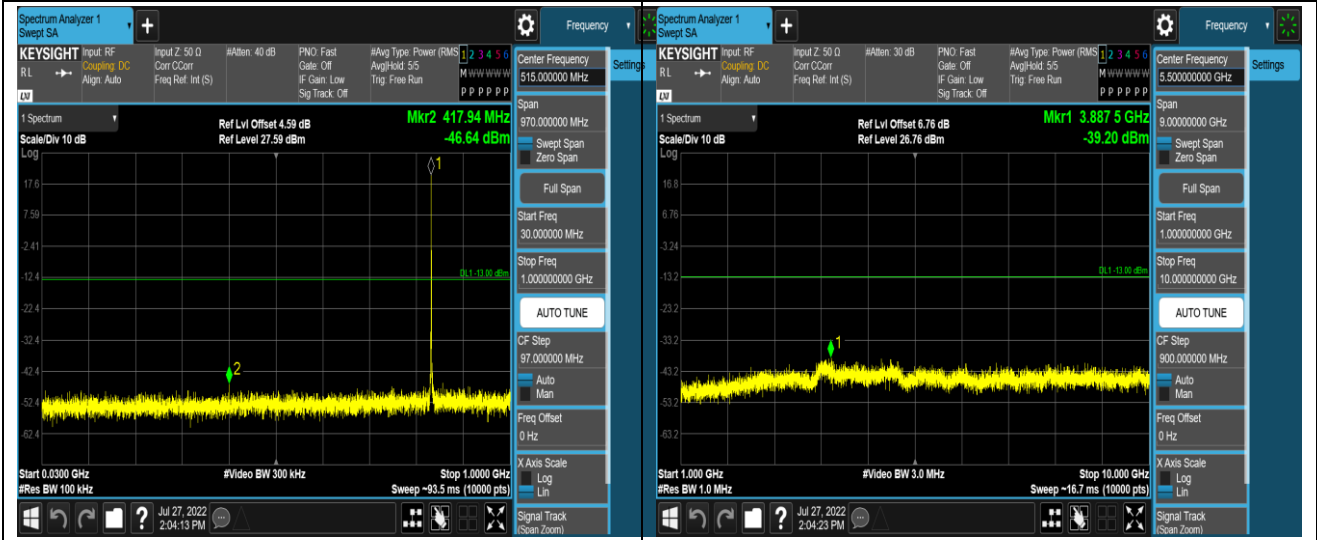 Spectrum Analyzer 1
Swept SA
+
Frequency
KEYSIGHT
R L
LXI
Input: RF
Coupling: DC
Align: Auto
Input Z: 50 Ω
Corr CCorr
Freq Ref: Int (S)
#Atten: 40 dB
PNO: Fast
Gate: Off
IF Gain: Low
Sig Track: Off
#Avg Type: Power (RMS
Avg|Hold: 5/5
Trig: Free Run
1 2 3 4 5 6
M W W W W W
P P P P P P
Center Frequency
515.000000 MHz
Settings
1 Spectrum
Scale/Div 10 dB
Log
Ref Lvl Offset 4.59 dB
Ref Level 27.59 dBm
Mkr2 417.94 MHz
-46.64 dBm
Span
970.000000 MHz
Swept Span
Zero Span
Full Span
Start Freq
30.000000 MHz
Stop Freq
1.000000000 GHz
AUTO TUNE
CF Step
97.000000 MHz
Auto
Man
Freq Offset
0 Hz
X Axis Scale
Log
Lin
Signal Track
(Span Zoom)
1
17.6
7.59
-2.41
-12.4
DL1 -13.00 dBm
-22.4
-32.4
-42.4
2
-52.4
-62.4
Start 0.0300 GHz
#Res BW 100 kHz
#Video BW 300 kHz
Stop 1.0000 GHz
Sweep ~93.5 ms (10000 pts)
?
Jul 27, 2022
2:04:13 PM
Spectrum Analyzer 1
Swept SA
+
Frequency
KEYSIGHT
R L
LXI
Input: RF
Coupling: DC
Align: Auto
Input Z: 50 Ω
Corr CCorr
Freq Ref: Int (S)
#Atten: 30 dB
PNO: Fast
Gate: Off
IF Gain: Low
Sig Track: Off
#Avg Type: Power (RMS
Avg|Hold: 5/5
Trig: Free Run
1 2 3 4 5 6
M W W W W W
P P P P P P
Center Frequency
5.500000000 GHz
Settings
1 Spectrum
Scale/Div 10 dB
Log
Ref Lvl Offset 6.76 dB
Ref Level 26.76 dBm
Mkr1 3.887 5 GHz
-39.20 dBm
Span
9.00000000 GHz
Swept Span
Zero Span
Full Span
Start Freq
1.000000000 GHz
Stop Freq
10.000000000 GHz
AUTO TUNE
CF Step
900.000000 MHz
Auto
Man
Freq Offset
0 Hz
X Axis Scale
Log
Lin
Signal Track
(Span Zoom)
16.8
6.76
-3.24
-13.2
DL1 -13.00 dBm
-23.2
-33.2
1
-43.2
-53.2
-63.2
Start 1.000 GHz
#Res BW 1.0 MHz
#Video BW 3.0 MHz
Stop 10.000 GHz
Sweep ~16.7 ms (10000 pts)
?
Jul 27, 2022
2:04:23 PM